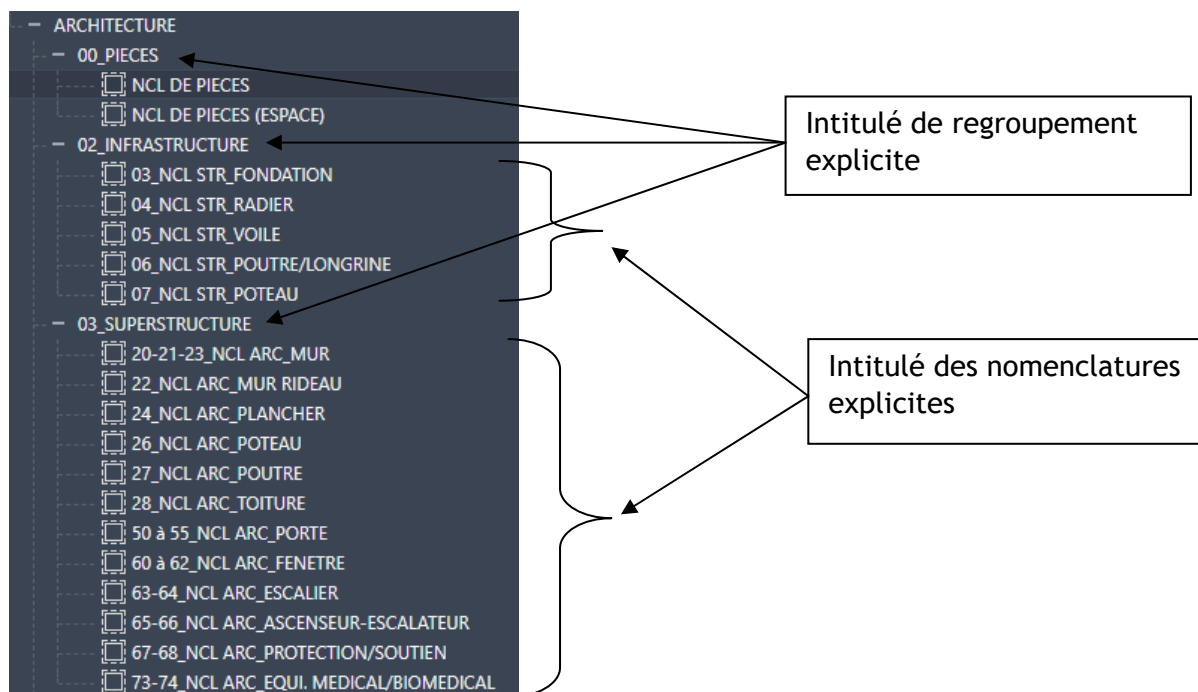 ARCHITECTURE
00_PIECES
NCL DE PIECES
NCL DE PIECES (ESPACE)
02_INFRASTRUCTURE
03_NCL STR_FONDATION
04_NCL STR_RADIER
05_NCL STR_VOILE
06_NCL STR_POUTRE/LONGRINE
07_NCL STR_POTEAU
03_SUPERSTRUCTURE
20-21-23_NCL ARC_MUR
22_NCL ARC_MUR RIDEAU
24_NCL ARC_PLANCHER
26_NCL ARC_POTEAU
27_NCL ARC_POUTRE
28_NCL ARC_TOITURE
50 à 55_NCL ARC_PORTE
60 à 62_NCL ARC_FENETRE
63-64_NCL ARC_ESCALIER
65-66_NCL ARC_ASCENSEUR-ESCALATEUR
67-68_NCL ARC_PROTECTION/SOUTIEN
73-74_NCL ARC_EQUI. MEDICAL/BIOMEDICAL
Intitulé de regroupement
explicite
Intitulé des nomenclatures
explicites